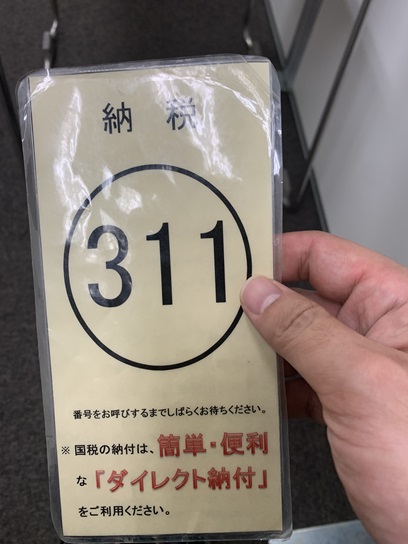 納税
311
番号をお呼びするまでしばらくお待ちください。
※ 国税の納付は、簡単・便利
な「ダイレクト納付」
をご利用ください。